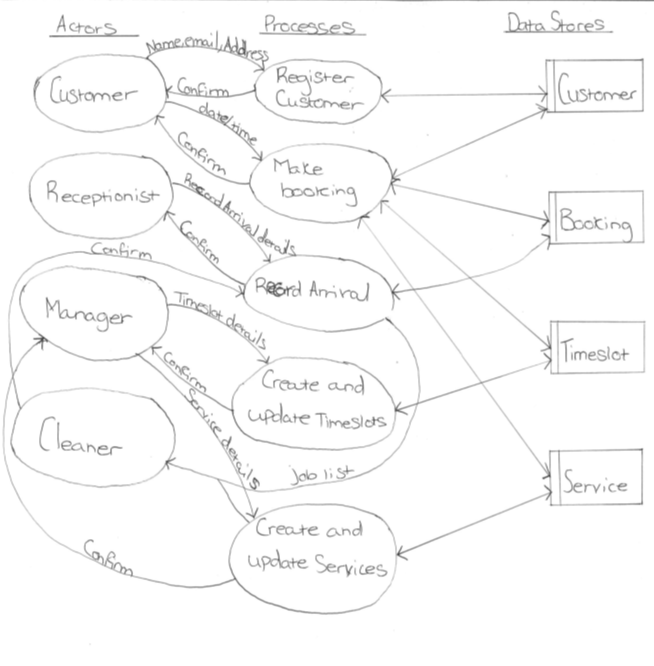 Actors
Processes
Data Stores
Name, email, Address
Customer
Confirm
Register
Customer
Customer
date/time
Confirm
Make
booking
Receptionist
Record Arrival details
Confirm
Booking
Confirm
Record Arrival
Manager
Timeslot details
Confirm
Timeslot
Create and
update Timeslots
Service details
Cleaner
job list
Service
Create and
update Services
Confirm